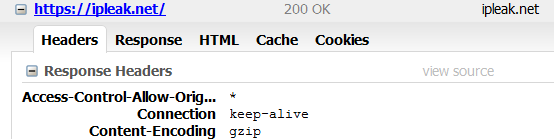 https://ipleak.net/ 200 OK ipleak.net
Headers Response HTML Cache Cookies
Response Headers view source
Access-Control-Allow-Orig... *
Connection keep-alive
Content-Encoding gzip